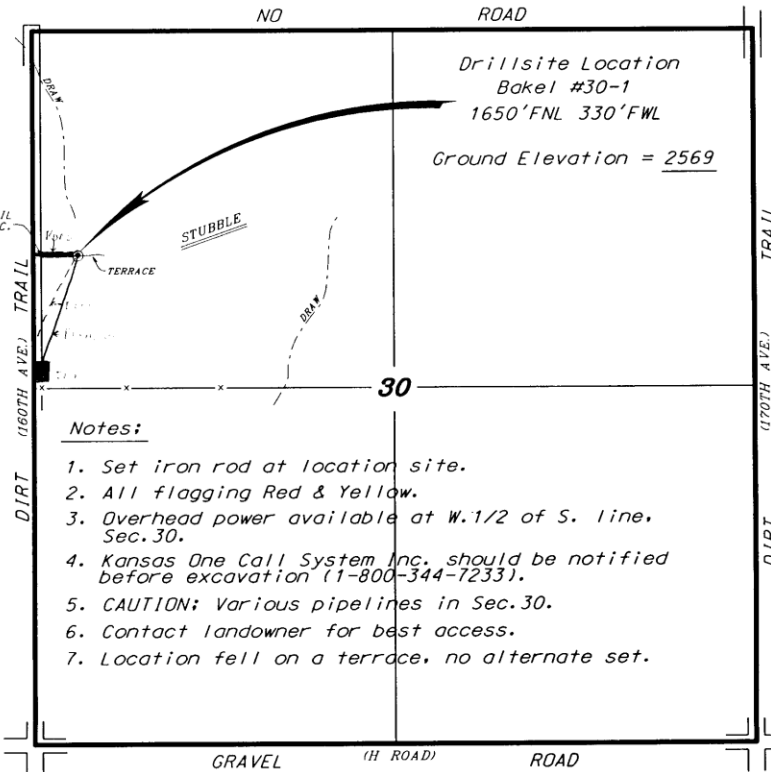 NO ROAD
Drillsite Location
Bakel #30-1
1650'FNL 330'FWL
Ground Elevation = 2569
DRAW
STUBBLE
TERRACE
DRAW
DIRT (160TH AVE.) TRAIL
DIRT (170TH AVE.) TRAIL
30
Notes:
1. Set iron rod at location site.
2. All flagging Red & Yellow.
3. Overhead power available at W.1/2 of S. line,
Sec.30.
4. Kansas One Call System Inc. should be notified
before excavation (1-800-344-7233).
5. CAUTION: Various pipelines in Sec.30.
6. Contact landowner for best access.
7. Location fell on a terrace, no alternate set.
GRAVEL (H ROAD) ROAD